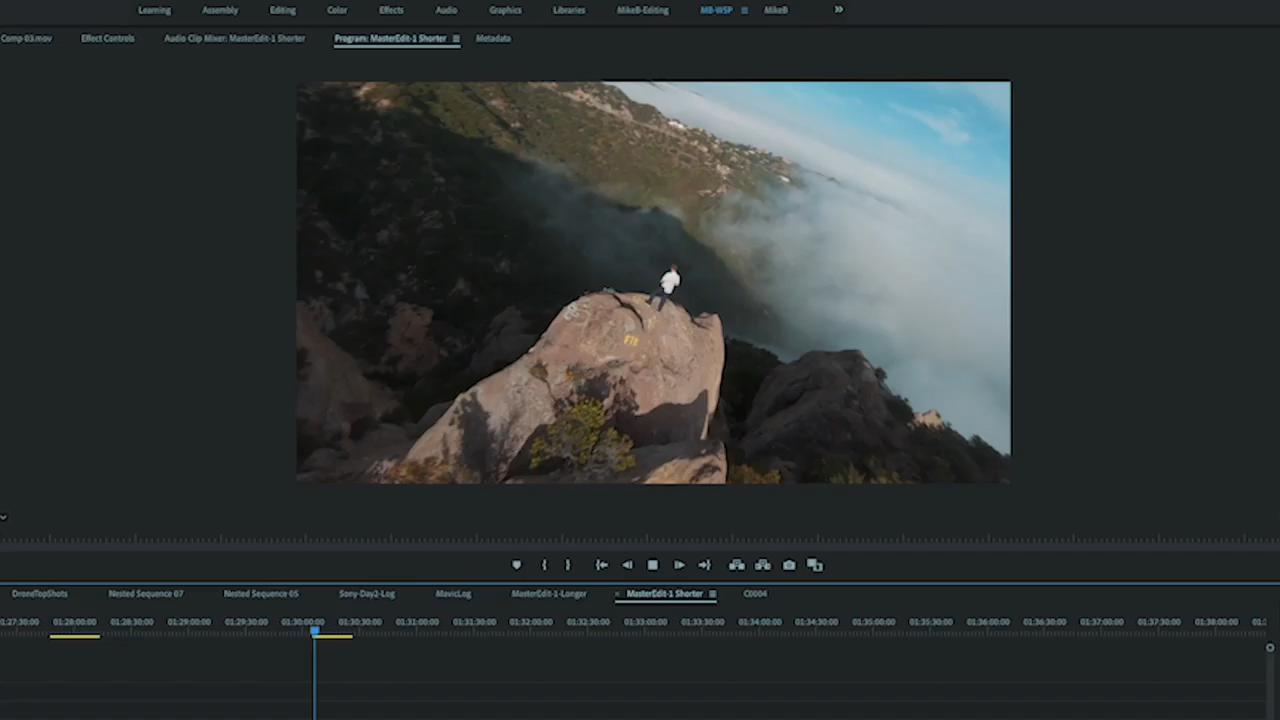 Learning Assembly Editing Color Effects Audio Graphics Libraries MikeB-Editing MB-WSP MikeB
Comp 03.mov Effect Controls Audio Clip Mixer: MasterEdit-1 Shorter Program: MasterEdit-1 Shorter Metadata
DroneTopShots Nested Sequence 07 Nested Sequence 05 Sony-Day2-Log MavicLog MasterEdit-1-Longer × MasterEdit-1 Shorter C0004
01:27:30:00 01:28:00:00 01:28:30:00 01:29:00:00 01:29:30:00 01:30:00:00 01:30:30:00 01:31:00:00 01:31:30:00 01:32:00:00 01:32:30:00 01:33:00:00 01:33:30:00 01:34:00:00 01:34:30:00 01:35:00:00 01:35:30:00 01:36:00:00 01:36:30:00 01:37:00:00 01:37:30:00 01:38:00:00 01: